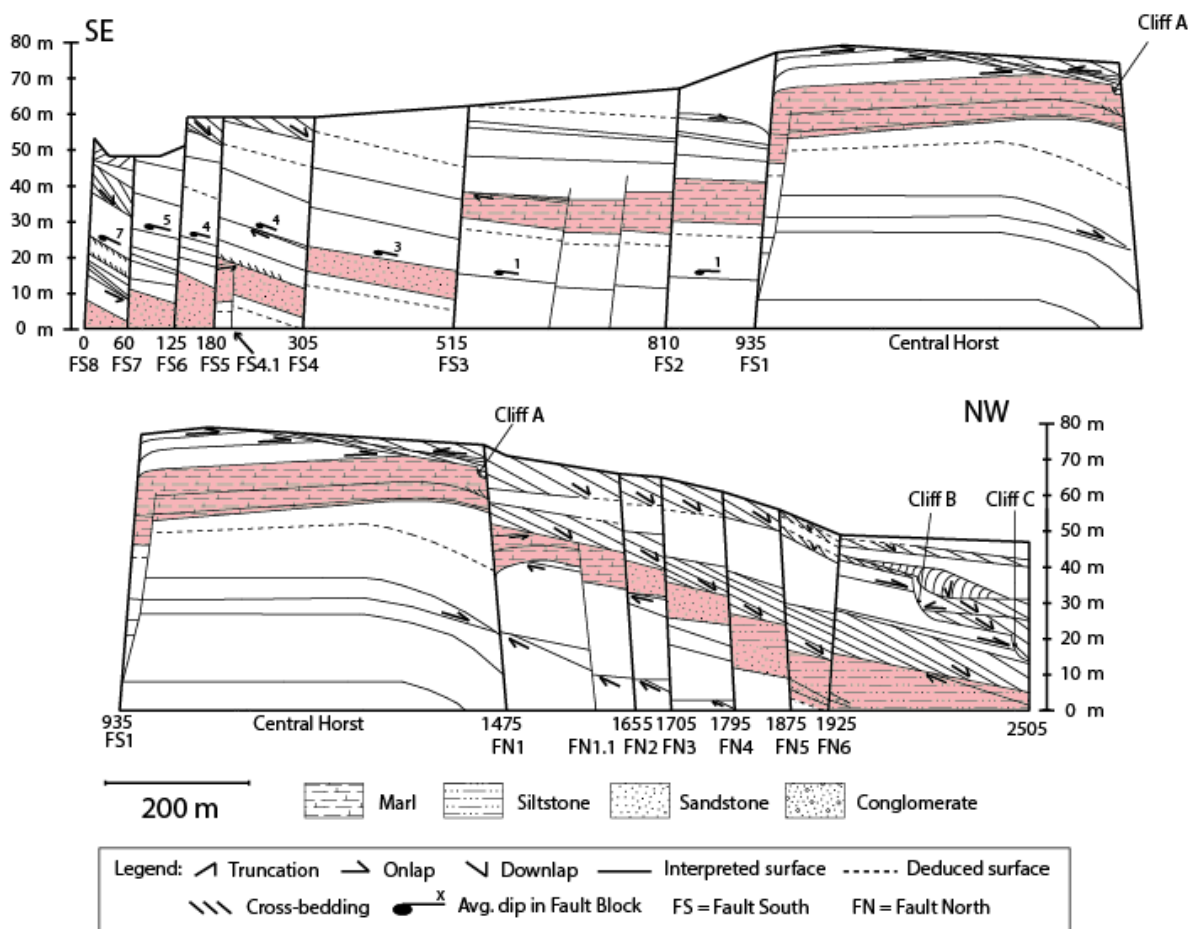 SE
Cliff A
80 m
70 m
60 m
50 m
40 m
30 m
20 m
10 m
0 m
7 5 4 4 3 1 1
0 60 125 180 305 515 810 935 Central Horst
FS8 FS7 FS6 FS5 FS4.1 FS4 FS3 FS2 FS1
NW
Cliff A
Cliff B Cliff C
80 m
70 m
60 m
50 m
40 m
30 m
20 m
10 m
0 m
935 Central Horst 1475 1655 1705 1795 1875 1925 2505
FS1 FN1 FN1.1 FN2 FN3 FN4 FN5 FN6
200 m Marl Siltstone Sandstone Conglomerate
Legend: Truncation Onlap Downlap Interpreted surface Deduced surface
Cross-bedding x Avg. dip in Fault Block FS = Fault South FN = Fault North